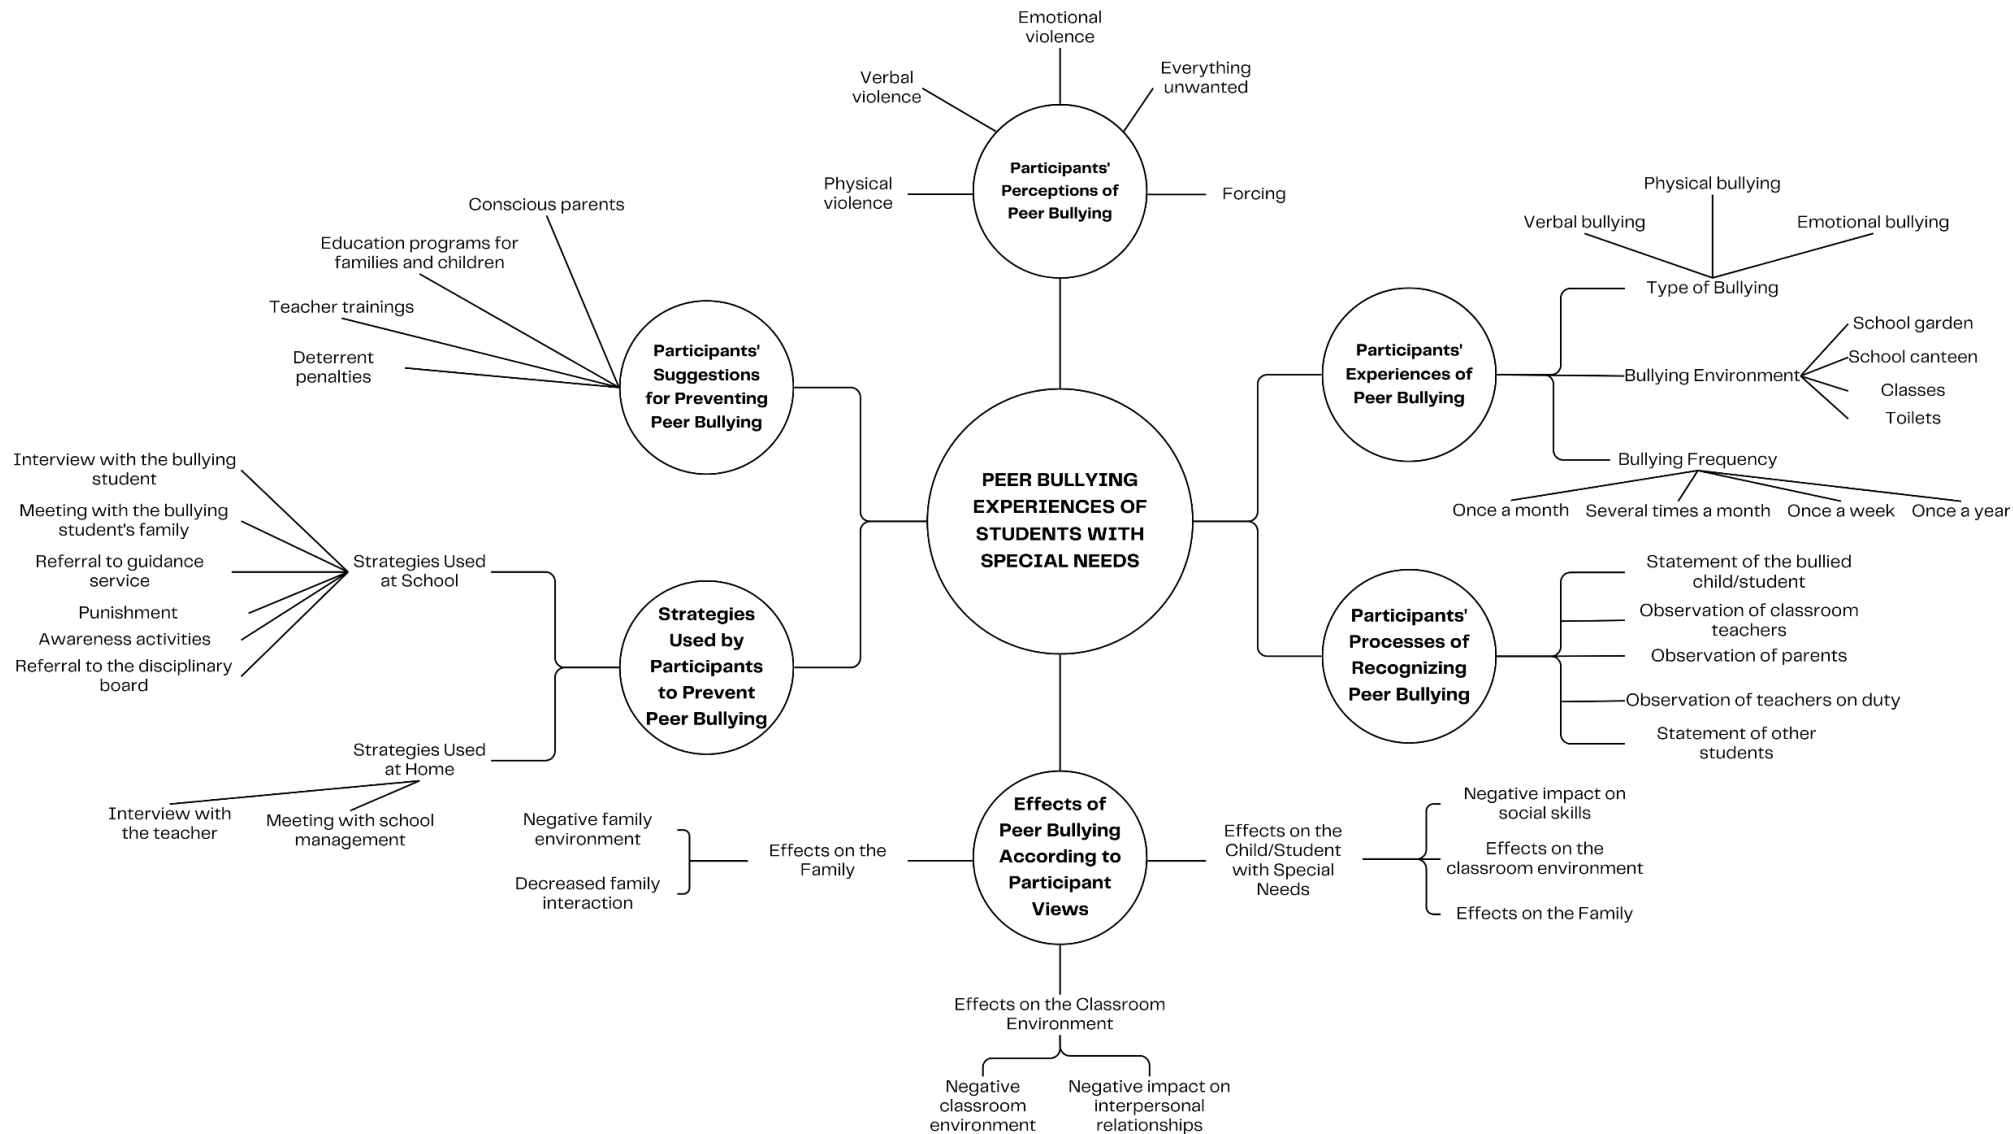 Emotional
violence
Verbal
violence
Everything
unwanted
Physical
violence
Participants'
Perceptions of
Peer Bullying
Forcing
Conscious parents
Education programs for
families and children
Teacher trainings
Deterrent
penalties
Participants'
Suggestions
for Preventing
Peer Bullying
Physical bullying
Verbal bullying
Emotional bullying
Type of Bullying
Participants'
Experiences of
Peer Bullying
Bullying Environment
School garden
School canteen
Classes
Toilets
Bullying Frequency
Once a month
Several times a month
Once a week
Once a year
PEER BULLYING
EXPERIENCES OF
STUDENTS WITH
SPECIAL NEEDS
Interview with the bullying
student
Meeting with the bullying
student's family
Referral to guidance
service
Punishment
Awareness activities
Referral to the disciplinary
board
Strategies Used
at School
Strategies
Used by
Participants
to Prevent
Peer Bullying
Strategies Used
at Home
Interview with
the teacher
Meeting with school
management
Participants'
Processes of
Recognizing
Peer Bullying
Statement of the bullied
child/student
Observation of classroom
teachers
Observation of parents
Observation of teachers on duty
Statement of other
students
Effects of
Peer Bullying
According to
Participant
Views
Negative family
environment
Decreased family
interaction
Effects on the
Family
Effects on the
Child/Student
with Special
Needs
Negative impact on
social skills
Effects on the
classroom environment
Effects on the Family
Effects on the Classroom
Environment
Negative
classroom
environment
Negative impact on
interpersonal
relationships